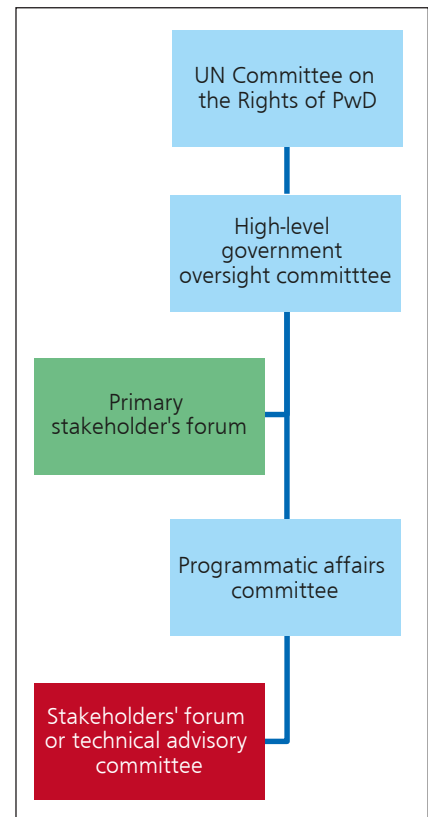 UN Committee on
the Rights of PwD
High-level
government
oversight committtee
Primary
stakeholder's forum
Programmatic affairs
committee
Stakeholders' forum
or technical advisory
committee